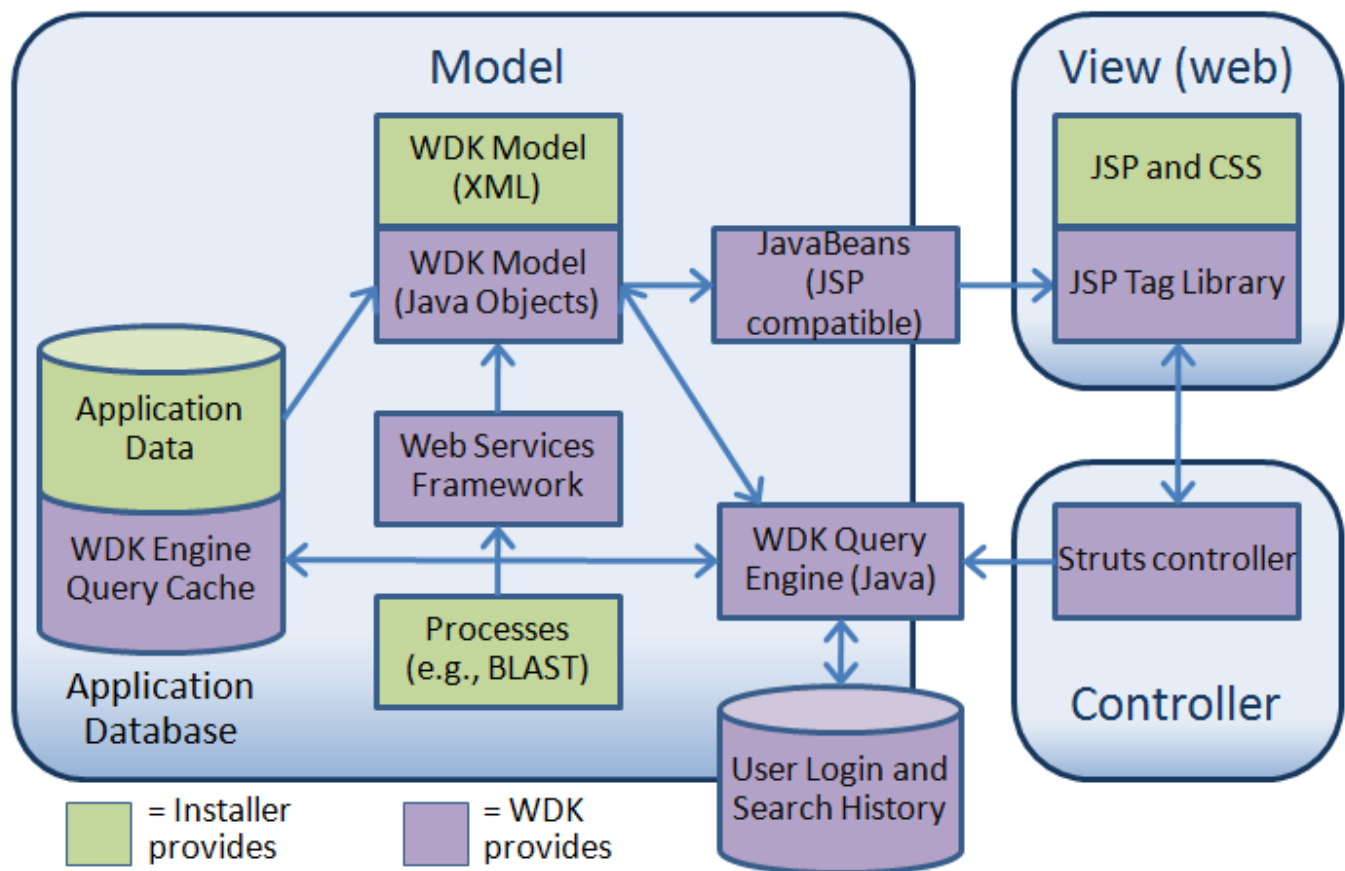 Model
View (web)
WDK Model
(XML)
JSP and CSS
WDK Model
(Java Objects)
JavaBeans
(JSP
compatible)
JSP Tag Library
Application
Data
Web Services
Framework
WDK Engine
Query Cache
WDK Query
Engine (Java)
Struts controller
Processes
(e.g., BLAST)
Application
Database
Controller
User Login and
Search History
= Installer
provides
= WDK
provides